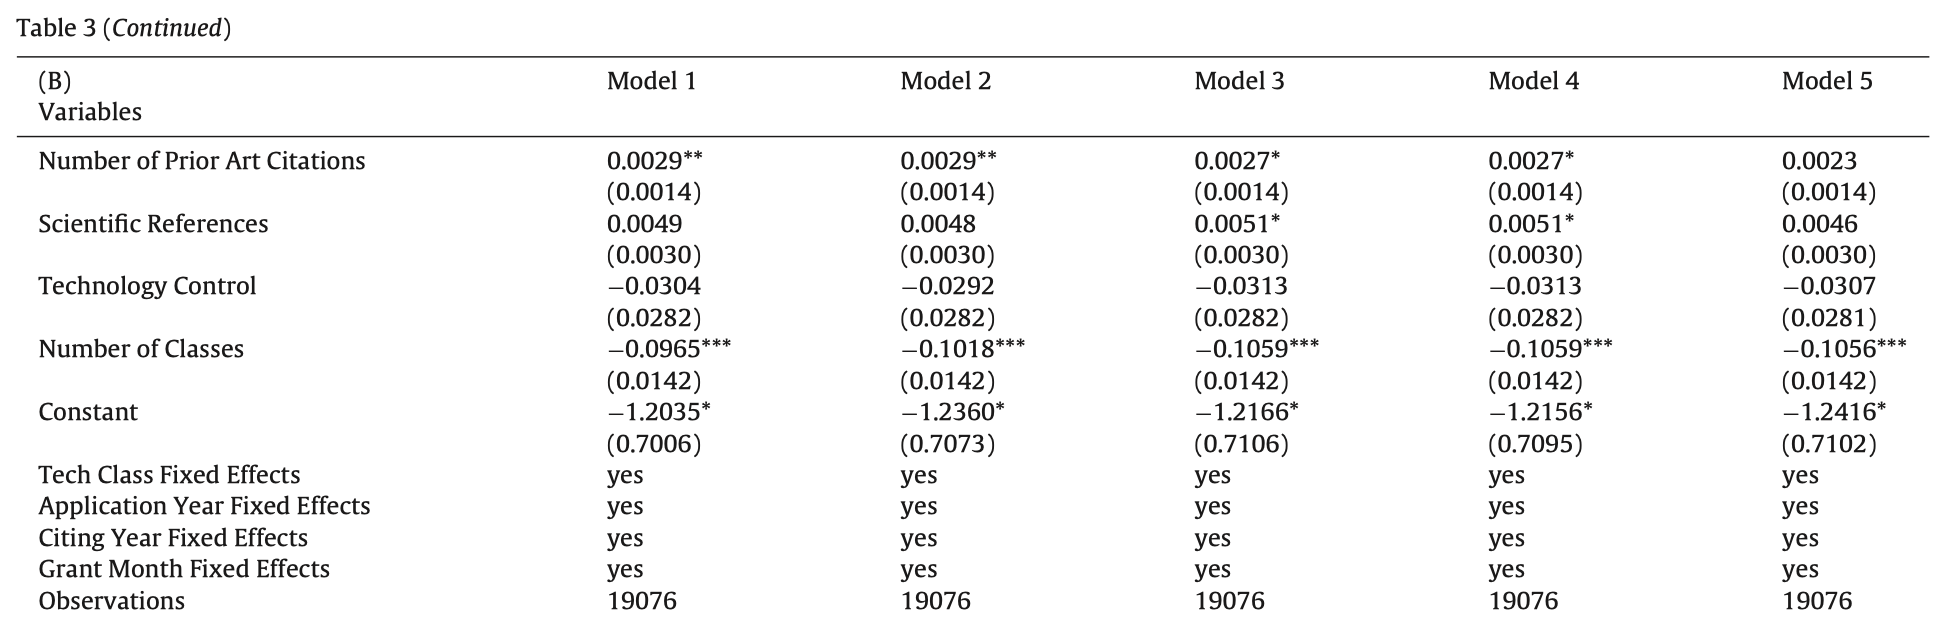 Table 3 (Continued)
(B) Model 1 Model 2 Model 3 Model 4 Model 5
Variables
Number of Prior Art Citations 0.0029** 0.0029** 0.0027* 0.0027* 0.0023
(0.0014) (0.0014) (0.0014) (0.0014) (0.0014)
Scientific References 0.0049 0.0048 0.0051* 0.0051* 0.0046
(0.0030) (0.0030) (0.0030) (0.0030) (0.0030)
Technology Control −0.0304 −0.0292 −0.0313 −0.0313 −0.0307
(0.0282) (0.0282) (0.0282) (0.0282) (0.0281)
Number of Classes −0.0965*** −0.1018*** −0.1059*** −0.1059*** −0.1056***
(0.0142) (0.0142) (0.0142) (0.0142) (0.0142)
Constant −1.2035* −1.2360* −1.2166* −1.2156* −1.2416*
(0.7006) (0.7073) (0.7106) (0.7095) (0.7102)
Tech Class Fixed Effects yes yes yes yes yes
Application Year Fixed Effects yes yes yes yes yes
Citing Year Fixed Effects yes yes yes yes yes
Grant Month Fixed Effects yes yes yes yes yes
Observations 19076 19076 19076 19076 19076